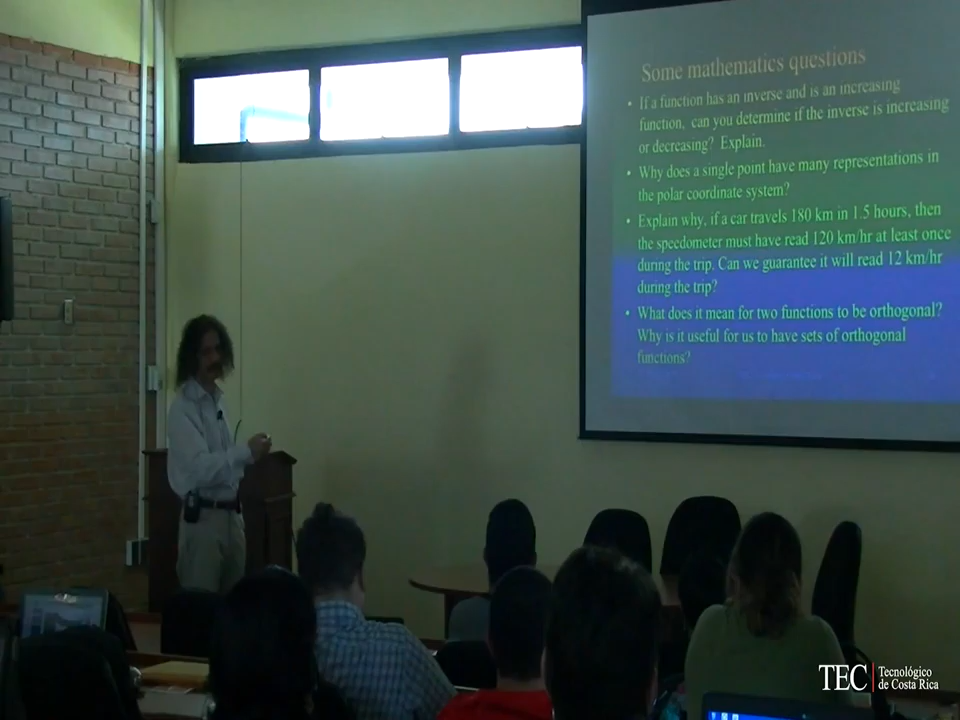 Some mathematics questions
• If a function has an inverse and is an increasing
function, can you determine if the inverse is increasing
or decreasing? Explain.
• Why does a single point have many representations in
the polar coordinate system?
• Explain why, if a car travels 180 km in 1.5 hours, then
the speedometer must have read 120 km/hr at least once
during the trip. Can we guarantee it will read 12 km/hr
during the trip?
• What does it mean for two functions to be orthogonal?
Why is it useful for us to have sets of orthogonal
functions?
TEC | Tecnológico
de Costa Rica